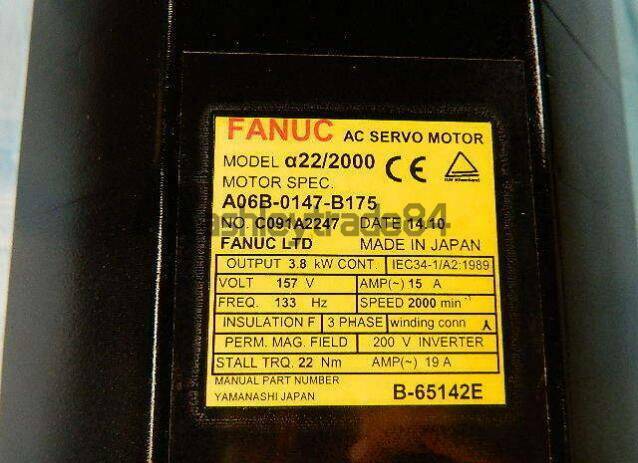 FANUC AC SERVO MOTOR
MODEL α22/2000 CE
MOTOR SPEC.
A06B-0147-B175
NO. C091A2247 DATE 14.10
FANUC LTD MADE IN JAPAN
OUTPUT 3.8 kW CONT. IEC34-1/A2:1989
VOLT 157 V AMP(~) 15 A
FREQ. 133 Hz SPEED 2000 min⁻¹
INSULATION F 3 PHASE winding conn
PERM. MAG. FIELD 200 V INVERTER
STALL TRQ. 22 Nm AMP(~) 19 A
MANUAL PART NUMBER
YAMANASHI JAPAN B-65142E